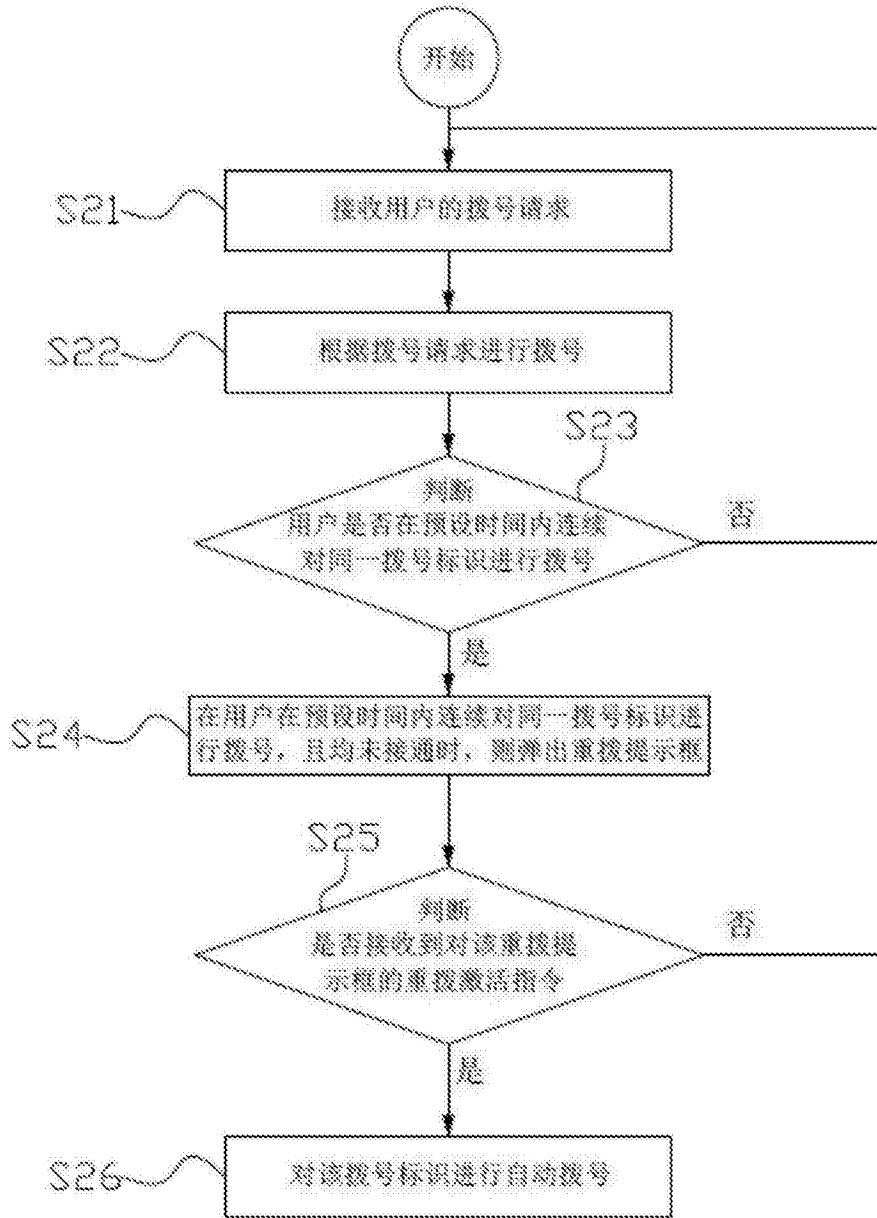 开始
S21
接收用户的拨号请求
S22
根据拨号请求进行拨号
S23
判断
用户是否在预设时间内连续
对同一拨号标识进行拨号
否
是
S24
在用户在预设时间内连续对同一拨号标识进
行拨号，且均未接通时，则弹出重拨提示框
S25
判断
是否接收到对该重拨提
示框的重拨激活指令
否
是
S26
对该拨号标识进行自动拨号